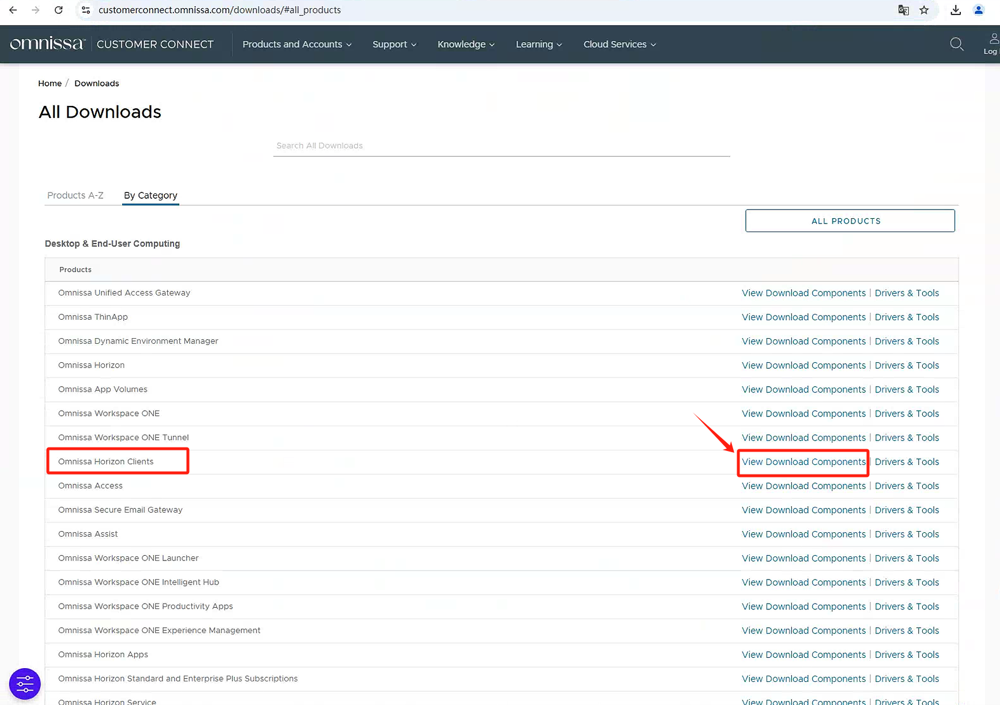 customerconnect.omnissa.com/downloads/#all_products
omnissa™ CUSTOMER CONNECT Products and Accounts Support Knowledge Learning Cloud Services Log
Home / Downloads
All Downloads
Search All Downloads
Products A-Z By Category
ALL PRODUCTS
Desktop & End-User Computing
Products
Omnissa Unified Access Gateway View Download Components | Drivers & Tools
Omnissa ThinApp View Download Components | Drivers & Tools
Omnissa Dynamic Environment Manager View Download Components | Drivers & Tools
Omnissa Horizon View Download Components | Drivers & Tools
Omnissa App Volumes View Download Components | Drivers & Tools
Omnissa Workspace ONE View Download Components | Drivers & Tools
Omnissa Workspace ONE Tunnel View Download Components | Drivers & Tools
Omnissa Horizon Clients View Download Components | Drivers & Tools
Omnissa Access View Download Components | Drivers & Tools
Omnissa Secure Email Gateway View Download Components | Drivers & Tools
Omnissa Assist View Download Components | Drivers & Tools
Omnissa Workspace ONE Launcher View Download Components | Drivers & Tools
Omnissa Workspace ONE Intelligent Hub View Download Components | Drivers & Tools
Omnissa Workspace ONE Productivity Apps View Download Components | Drivers & Tools
Omnissa Workspace ONE Experience Management View Download Components | Drivers & Tools
Omnissa Horizon Apps View Download Components | Drivers & Tools
Omnissa Horizon Standard and Enterprise Plus Subscriptions View Download Components | Drivers & Tools
Omnissa Horizon Service View Download Components | Drivers & Tools